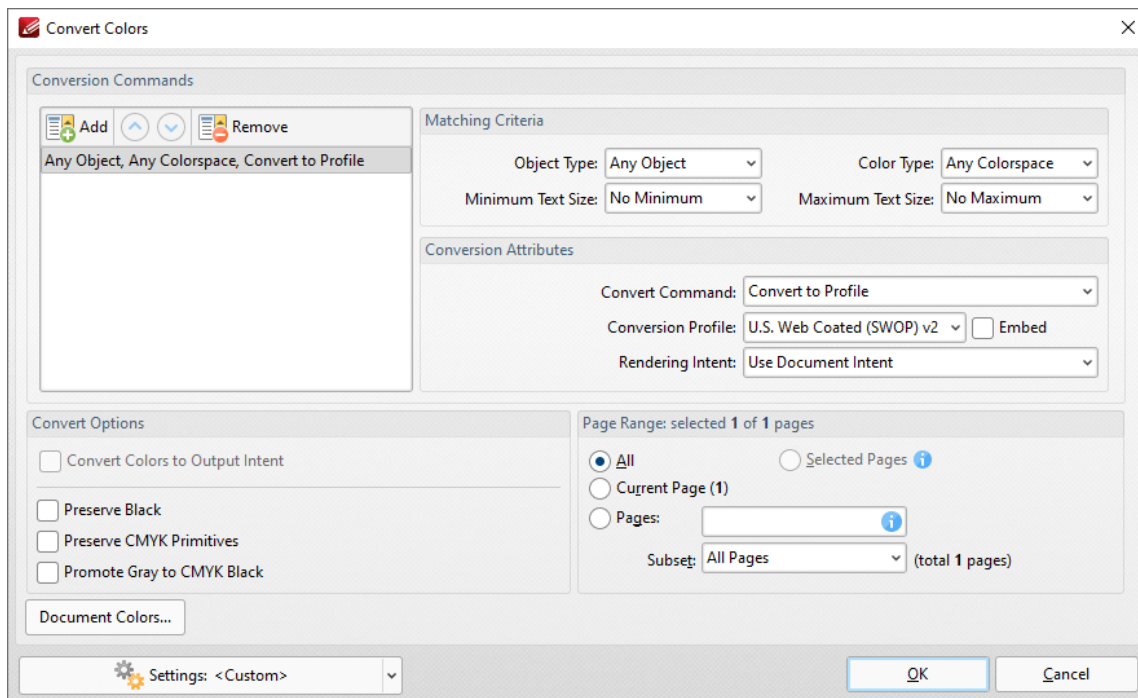 Convert Colors
Conversion Commands
Add
Remove
Any Object, Any Colorspace, Convert to Profile
Matching Criteria
Object Type: Any Object
Color Type: Any Colorspace
Minimum Text Size: No Minimum
Maximum Text Size: No Maximum
Conversion Attributes
Convert Command: Convert to Profile
Conversion Profile: U.S. Web Coated (SWOP) v2
Embed
Rendering Intent: Use Document Intent
Convert Options
Convert Colors to Output Intent
Preserve Black
Preserve CMYK Primitives
Promote Gray to CMYK Black
Page Range: selected 1 of 1 pages
All
Selected Pages
Current Page (1)
Pages:
Subset: All Pages (total 1 pages)
Document Colors...
Settings: <Custom>
OK
Cancel